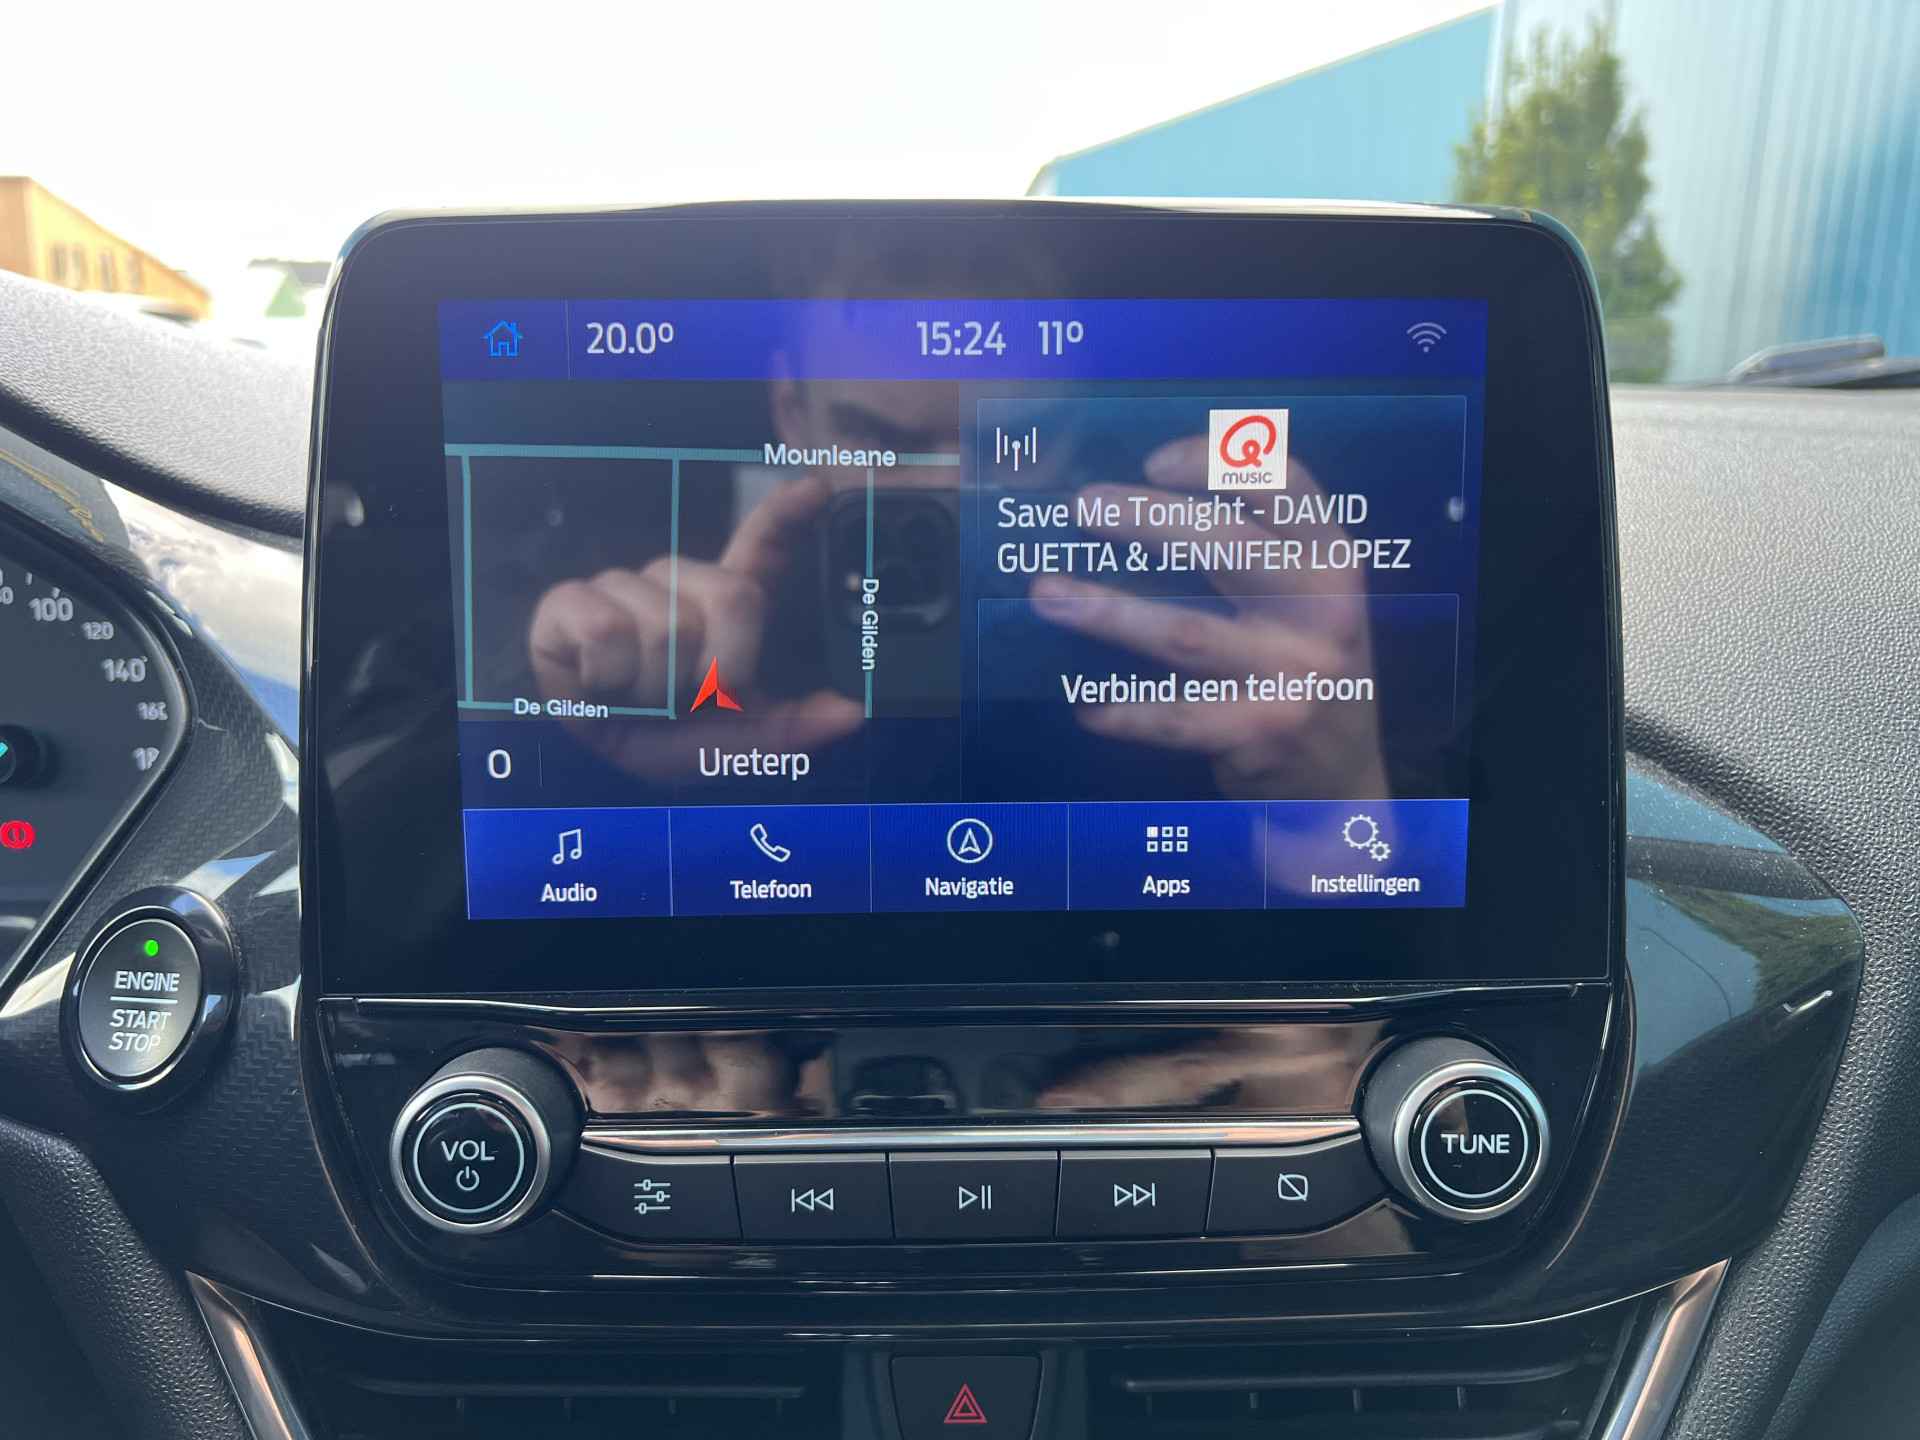 20.0°
15:24 11°
Mounleane
De Gilden
De Gilden
0
Ureterp
Q
music
Save Me Tonight - DAVID
GUETTA & JENNIFER LOPEZ
Verbind een telefoon
Audio
Telefoon
Navigatie
Apps
Instellingen
100
120
140
160
ENGINE
START
STOP
VOL
TUNE